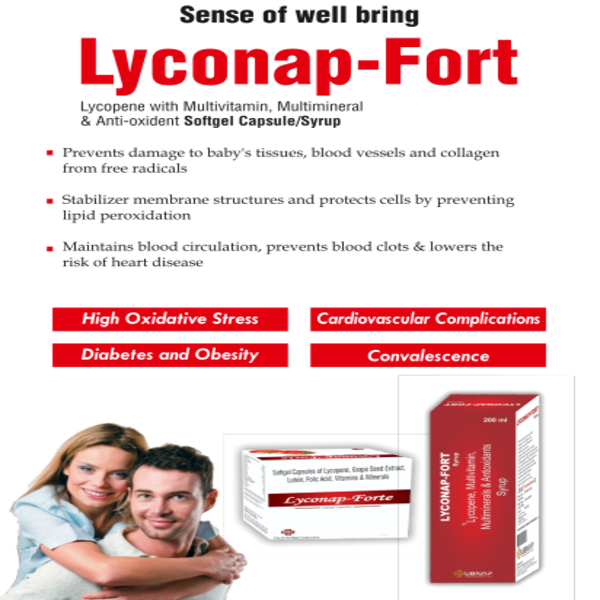 Sense of well bring
Lyconap-Fort
Lycopene with Multivitamin, Multimineral
& Anti-oxident Softgel Capsule/Syrup
Prevents damage to baby's tissues, blood vessels and collagen
from free radicals
Stabilizer membrane structures and protects cells by preventing
lipid peroxidation
Maintains blood circulation, prevents blood clots & lowers the
risk of heart disease
High Oxidative Stress
Cardiovascular Complications
Diabetes and Obesity
Convalescence
Softgel Capsules of Lycopene, Grape Seed Extract,
Lutein, Folic Acid, Vitamins & Minerals
Lyconap-Forte
200 ml
LYCONAP-FORT
Syrup
Lycopene, Multivitamin,
Multiminerals & Antioxidants
Syrup
LYCONAP-FORT